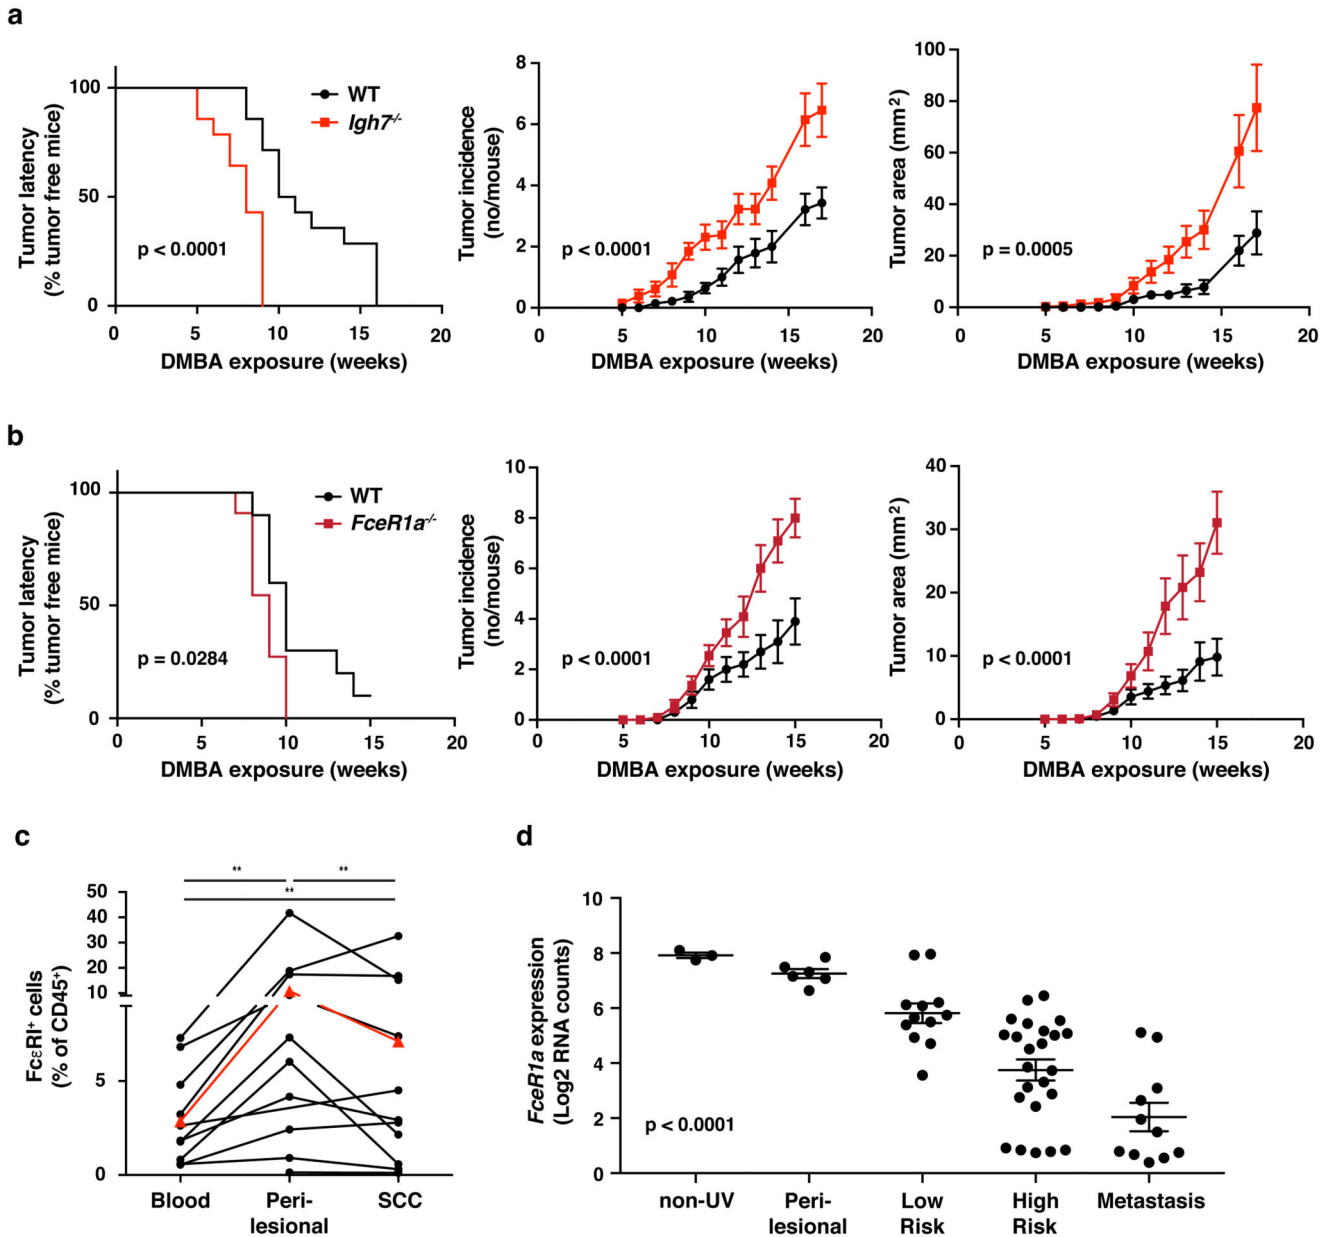 a
Tumor latency
(% tumor free mice)
100
50
0
p < 0.0001
WT
Igh7-/-
0 5 10 15 20
DMBA exposure (weeks)
Tumor incidence
(no/mouse)
8
6
4
2
0
p < 0.0001
0 5 10 15 20
DMBA exposure (weeks)
Tumor area (mm²)
100
80
60
40
20
0
p = 0.0005
0 5 10 15 20
DMBA exposure (weeks)
b
Tumor latency
(% tumor free mice)
100
50
0
p = 0.0284
WT
FceR1a-/-
0 5 10 15 20
DMBA exposure (weeks)
Tumor incidence
(no/mouse)
10
8
6
4
2
0
p < 0.0001
0 5 10 15 20
DMBA exposure (weeks)
Tumor area (mm²)
40
30
20
10
0
p < 0.0001
0 5 10 15 20
DMBA exposure (weeks)
c
FcεRI⁺ cells
(% of CD45⁺)
** **
**
50
40
30
20
10
5
0
Blood Peri- SCC
lesional
d
FceR1a expression
(Log2 RNA counts)
10
8
6
4
2
0
p < 0.0001
non-UV Peri- Low High Metastasis
lesional Risk Risk